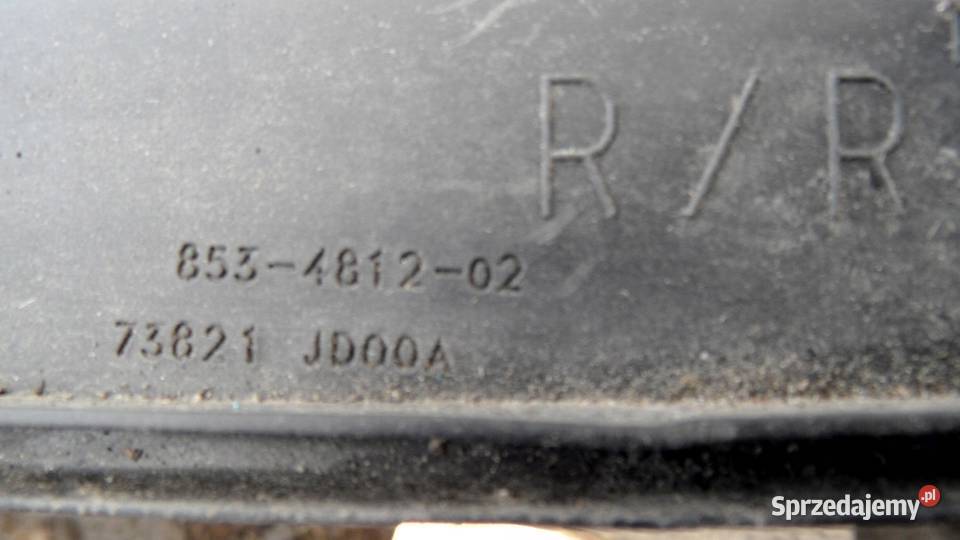 R/R
853-4812-02
73821 JD00A
Sprzedajemy.pl